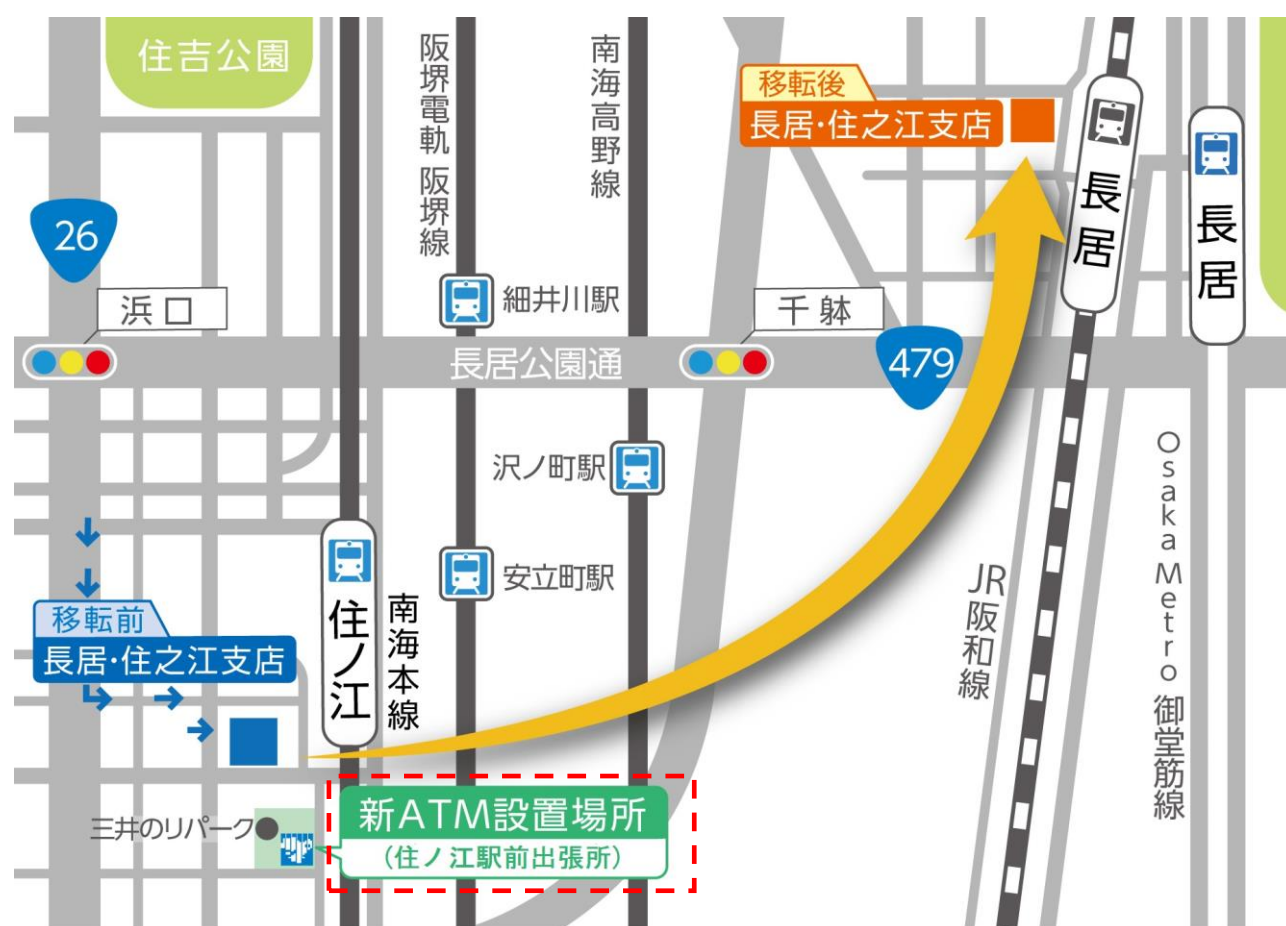 住吉公園
阪堺電軌 阪堺線
南海高野線
移転後
長居・住之江支店
長居
長居
26
浜口
細井川駅
千躰
長居公園通
479
沢ノ町駅
Osaka Metro 御堂筋線
安立町駅
JR阪和線
住ノ江
南海本線
移転前
長居・住之江支店
新ATM設置場所
(住ノ江駅前出張所)
三井のリパーク